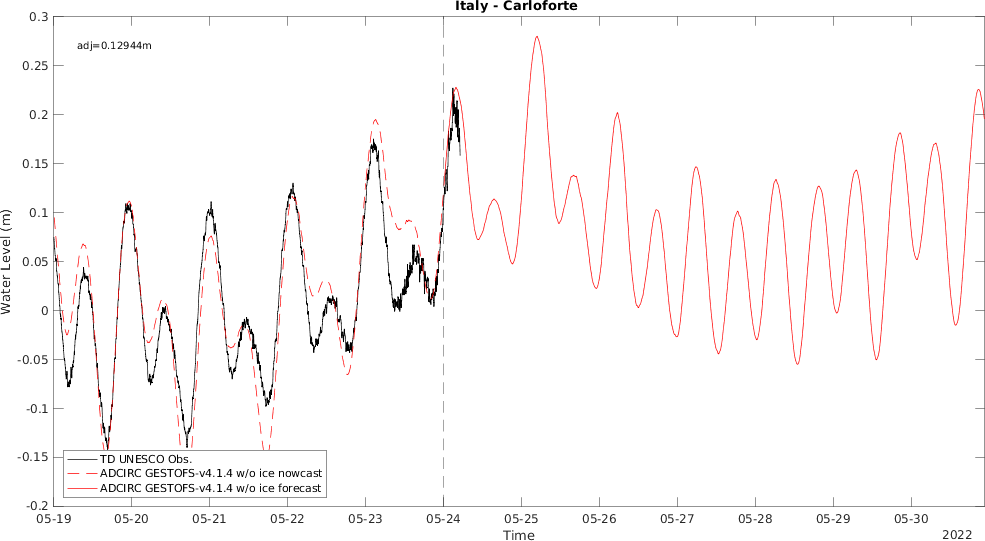 Italy - Carloforte
adj=0.12944m
0.3
0.25
0.2
0.15
0.1
0.05
0
-0.05
-0.1
-0.15
-0.2
Water Level (m)
TD UNESCO Obs.
ADCIRC GESTOFS-v4.1.4 w/o ice nowcast
ADCIRC GESTOFS-v4.1.4 w/o ice forecast
05-19 05-20 05-21 05-22 05-23 05-24 05-25 05-26 05-27 05-28 05-29 05-30
Time
2022